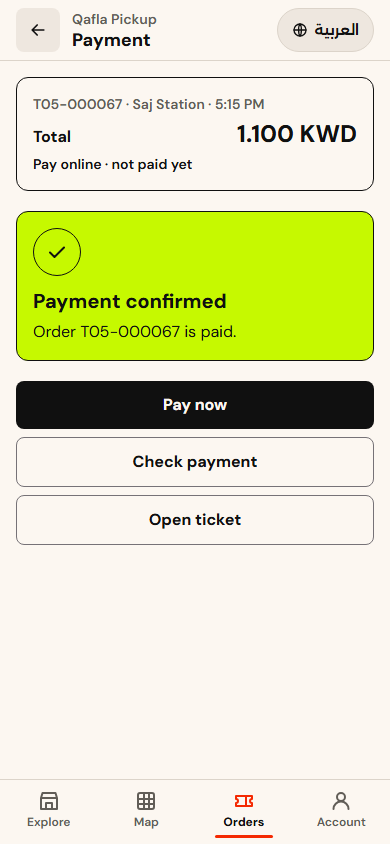 Qafla Pickup
Payment
العربية
T05-000067 · Saj Station · 5:15 PM
Total 1.100 KWD
Pay online · not paid yet
Payment confirmed
Order T05-000067 is paid.
Pay now
Check payment
Open ticket
Explore Map Orders Account